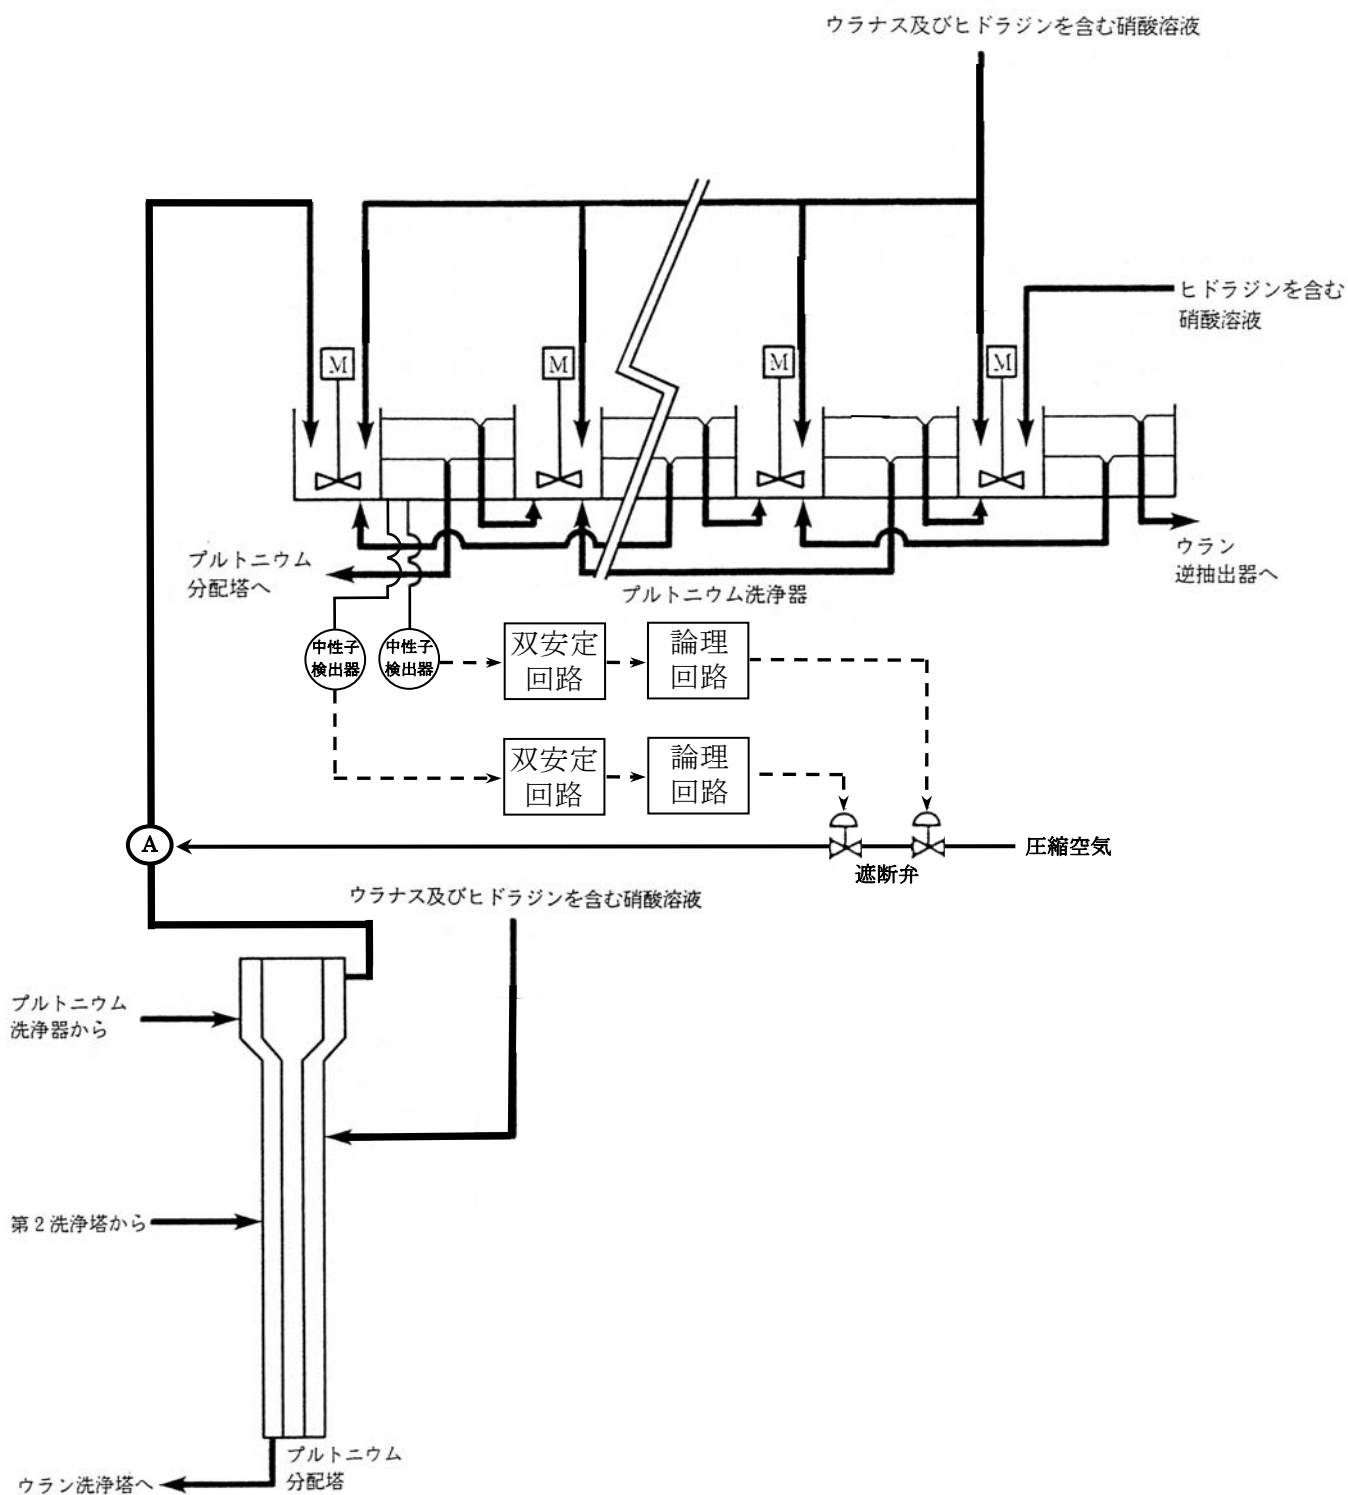 ウラナス及びヒドラジンを含む硝酸溶液
ヒドラジンを含む
硝酸溶液
M
M
M
M
プルトニウム
分配塔へ
プルトニウム洗浄器
ウラン
逆抽出器へ
中性子
検出器
中性子
検出器
双安定
回路
論理
回路
双安定
回路
論理
回路
A
圧縮空気
遮断弁
ウラナス及びヒドラジンを含む硝酸溶液
プルトニウム
洗浄器から
第2洗浄塔から
プルトニウム
分配塔
ウラン洗浄塔へ